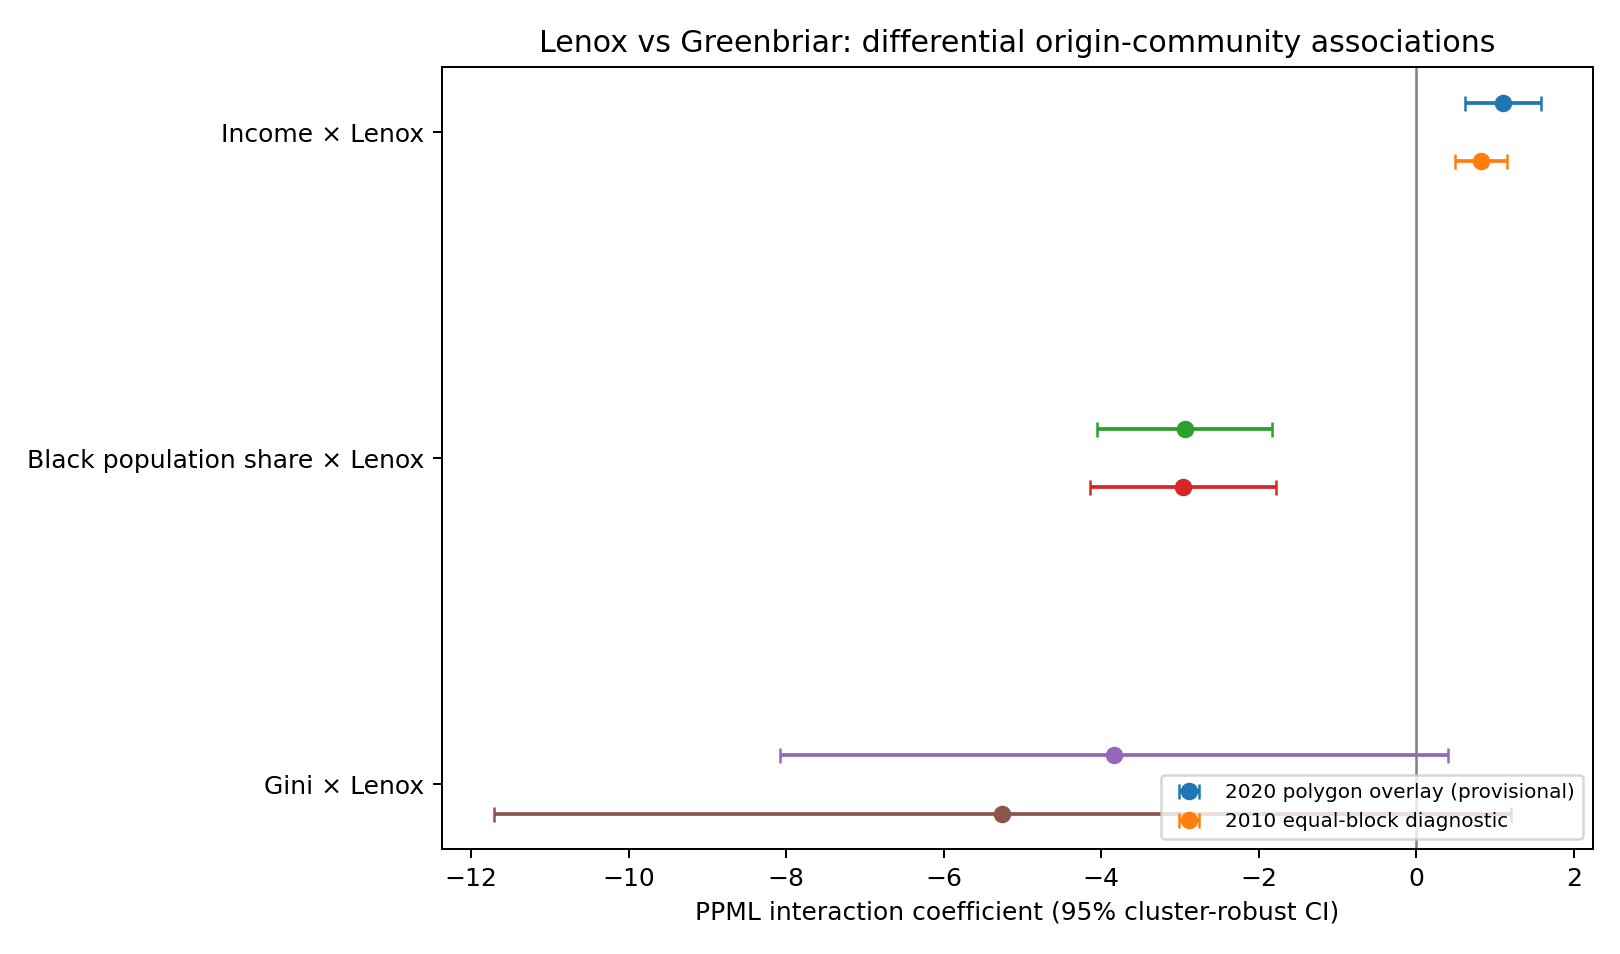 Lenox vs Greenbriar: differential origin-community associations
Income × Lenox
Black population share × Lenox
Gini × Lenox
2020 polygon overlay (provisional)
2010 equal-block diagnostic
−12 −10 −8 −6 −4 −2 0 2
PPML interaction coefficient (95% cluster-robust CI)